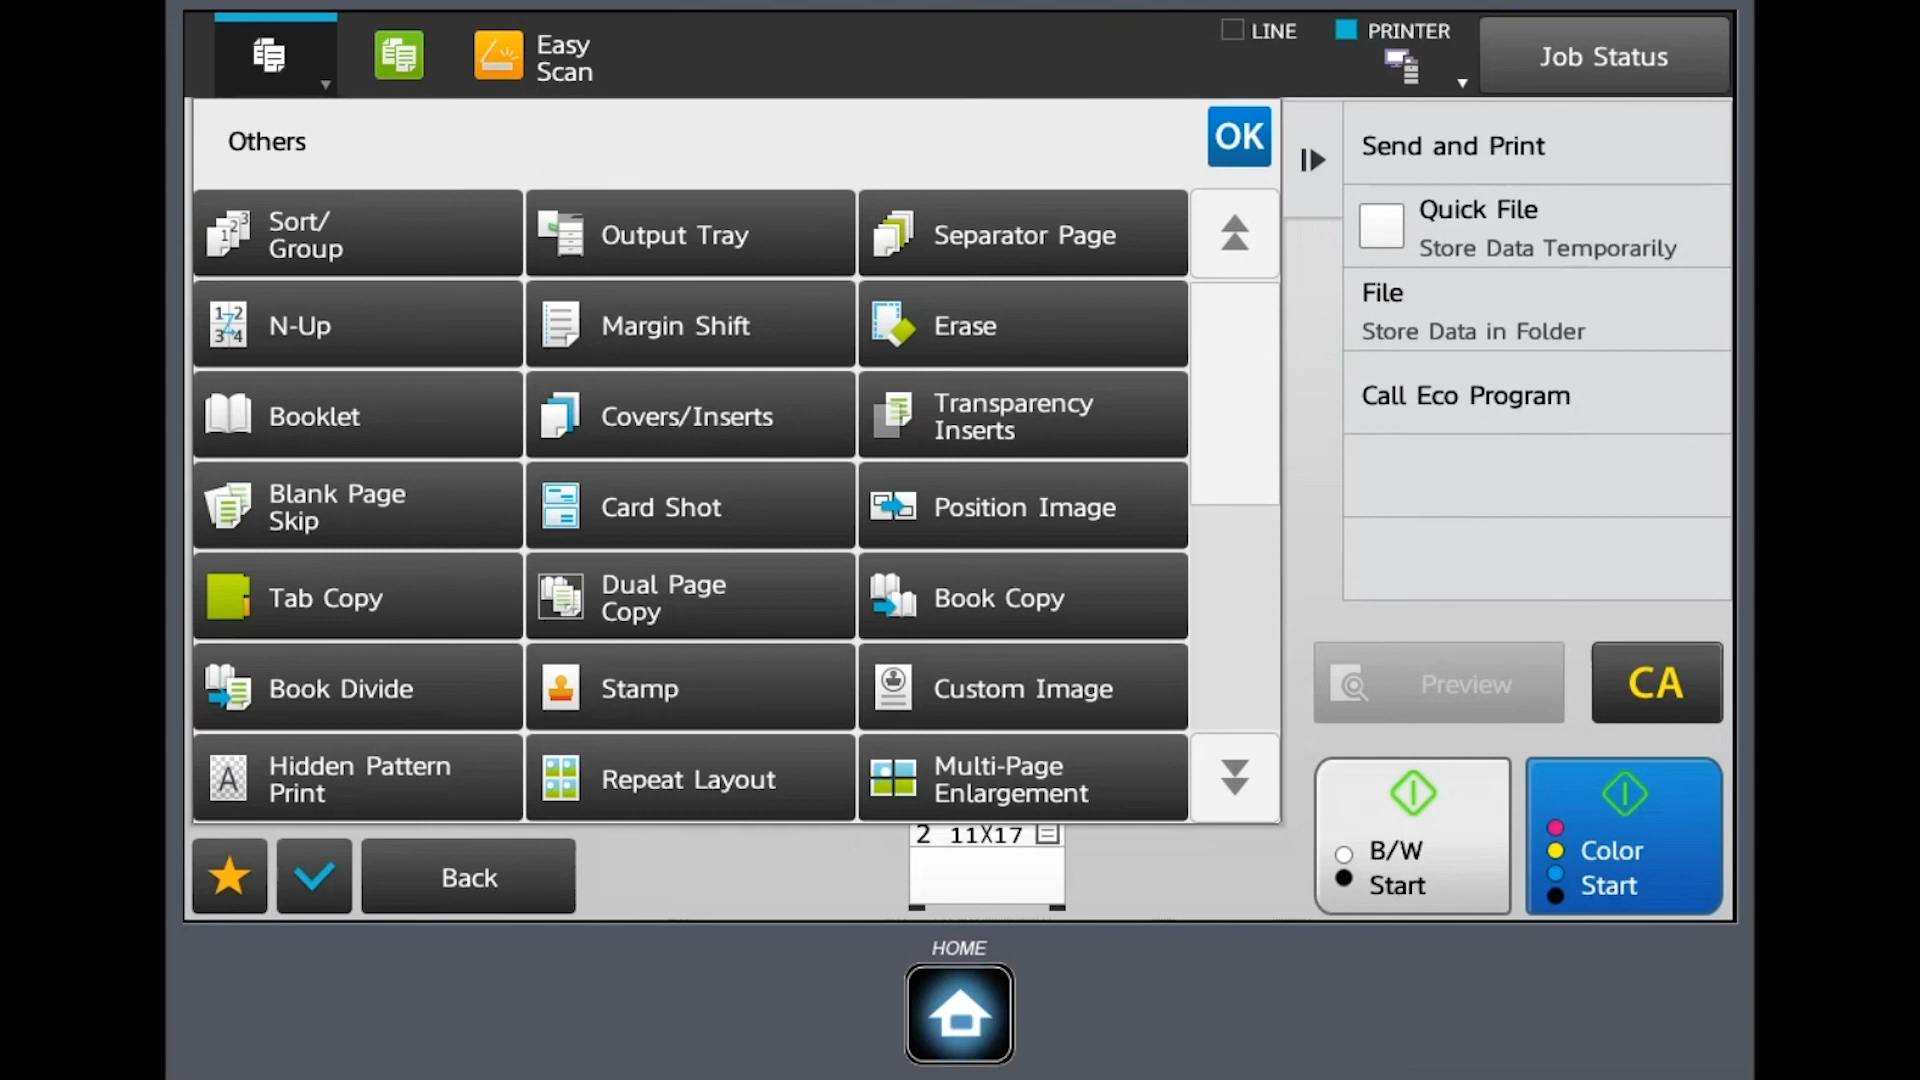 Easy
Scan
LINE
PRINTER
Job Status
Others
OK
Send and Print
Sort/
Group
Output Tray
Separator Page
Quick File
Store Data Temporarily
N-Up
Margin Shift
Erase
File
Store Data in Folder
Booklet
Covers/Inserts
Transparency
Inserts
Call Eco Program
Blank Page
Skip
Card Shot
Position Image
Tab Copy
Dual Page
Copy
Book Copy
Book Divide
Stamp
Custom Image
Preview
CA
Hidden Pattern
Print
Repeat Layout
Multi-Page
Enlargement
2 11X17
Back
B/W
Start
Color
Start
HOME